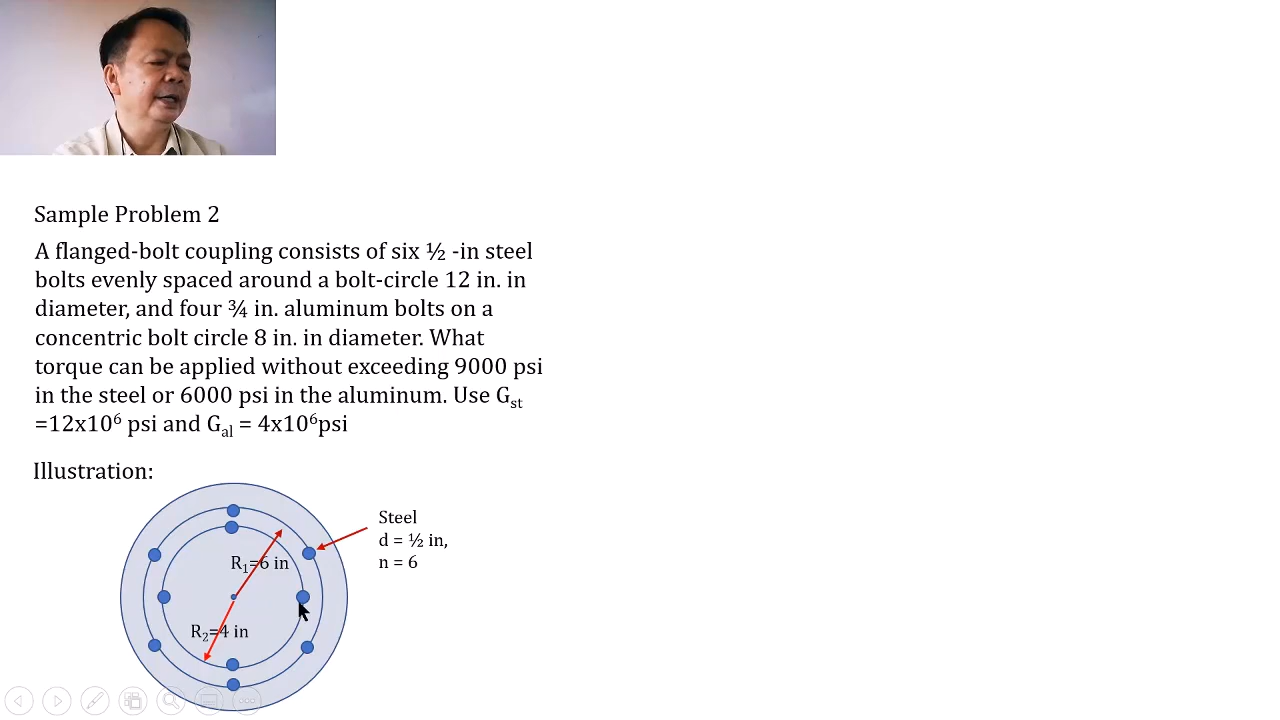 Sample Problem 2
A flanged-bolt coupling consists of six ½ -in steel
bolts evenly spaced around a bolt-circle 12 in. in
diameter, and four ¾ in. aluminum bolts on a
concentric bolt circle 8 in. in diameter. What
torque can be applied without exceeding 9000 psi
in the steel or 6000 psi in the aluminum. Use Gst
=12x10⁶ psi and Gal = 4x10⁶psi
Illustration:
Steel
d = ½ in,
n = 6
R₁=6 in
R₂=4 in